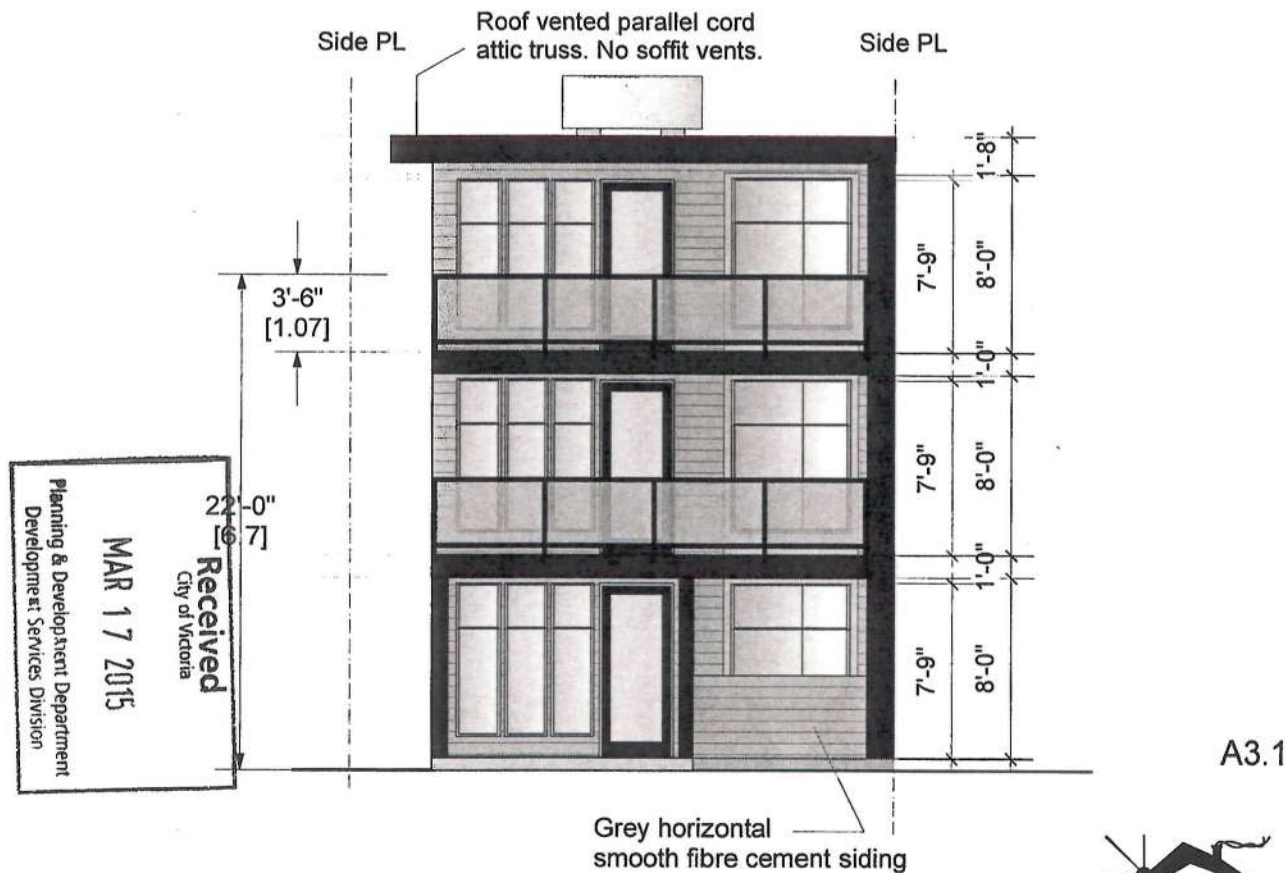 Roof vented parallel cord
attic truss. No soffit vents.
Side PL
Side PL
1'-8"
7'-9"
8'-0"
3'-6"
[1.07]
1'-0"
7'-9"
8'-0"
22'-0"
[6.7]
1'-0"
7'-9"
8'-0"
Received
City of Victoria
MAR 17 2015
Planning & Development Department
Development Services Division
A3.1
Grey horizontal
smooth fibre cement siding